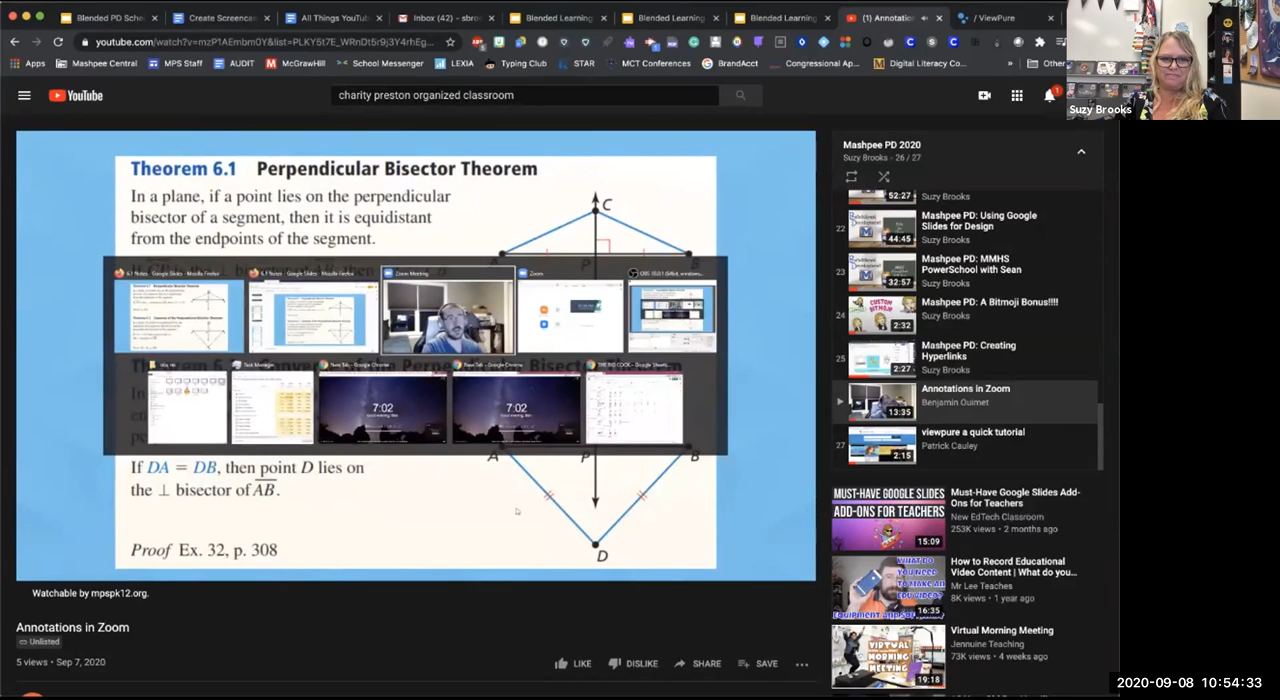 Blended PD Sche
Create Screencas
All Things YouTub
Inbox (42) - sbroo
Blended Learning
Blended Learning
Blended Learning
(1) Annotatio
/ ViewPure
youtube.com/watch?v=mzP1AEmbm0Y&list=PLKY5t7E_WRnDt5r9j3Y4rhEg...
Apps
Mashpee Central
MPS Staff
AUDIT
McGrawHill
School Messenger
LEXIA
Typing Club
STAR
MCT Conferences
BrandAcct
Congressional Ap...
Digital Literacy Co...
Other
Suzy Brooks
YouTube
charity preston organized classroom
1
Theorem 6.1 Perpendicular Bisector Theorem
In a plane, if a point lies on the perpendicular
bisector of a segment, then it is equidistant
from the endpoints of the segment.
C
6.1 Notes - Google Slides - Mozilla Firefox
6.1 Notes - Google Slides - Mozilla Firefox
Zoom Meeting
Zoom
Task Manager
New Tab - Google Chrome
New Tab - Google Chrome
THE BIG COOK - Google Sheets
7:02
7:02
A
P
B
If DA = DB, then point D lies on
the ⊥ bisector of AB.
D
Proof Ex. 32, p. 308
Watchable by mpspk12.org.
Annotations in Zoom
Unlisted
5 views • Sep 7, 2020
LIKE
DISLIKE
SHARE
SAVE
Mashpee PD 2020
Suzy Brooks - 26 / 27
52:27
Suzy Brooks
22
44:45
Mashpee PD: Using Google
Slides for Design
Suzy Brooks
23
32:57
Mashpee PD: MMHS
PowerSchool with Sean
Suzy Brooks
24
CUSTOM
BITMOJI
2:32
Mashpee PD: A Bitmoji Bonus!!!!
Suzy Brooks
25
2:27
Mashpee PD: Creating
Hyperlinks
Suzy Brooks
13:35
Annotations in Zoom
Benjamin Ouimet
27
2:15
viewpure a quick tutorial
Patrick Cauley
MUST-HAVE GOOGLE SLIDES
ADD-ONS FOR TEACHERS
15:09
Must-Have Google Slides Add-
Ons for Teachers
New EdTech Classroom
253K views • 2 months ago
WHAT DO
YOU NEED
TO MAKE AN
EDU VIDEO?
16:35
How to Record Educational
Video Content | What do you...
Mr Lee Teaches
8K views • 1 year ago
VIRTUAL
MORNING
MEETING
19:18
Virtual Morning Meeting
Jennuine Teaching
73K views • 4 weeks ago
2020-09-08 10:54:33